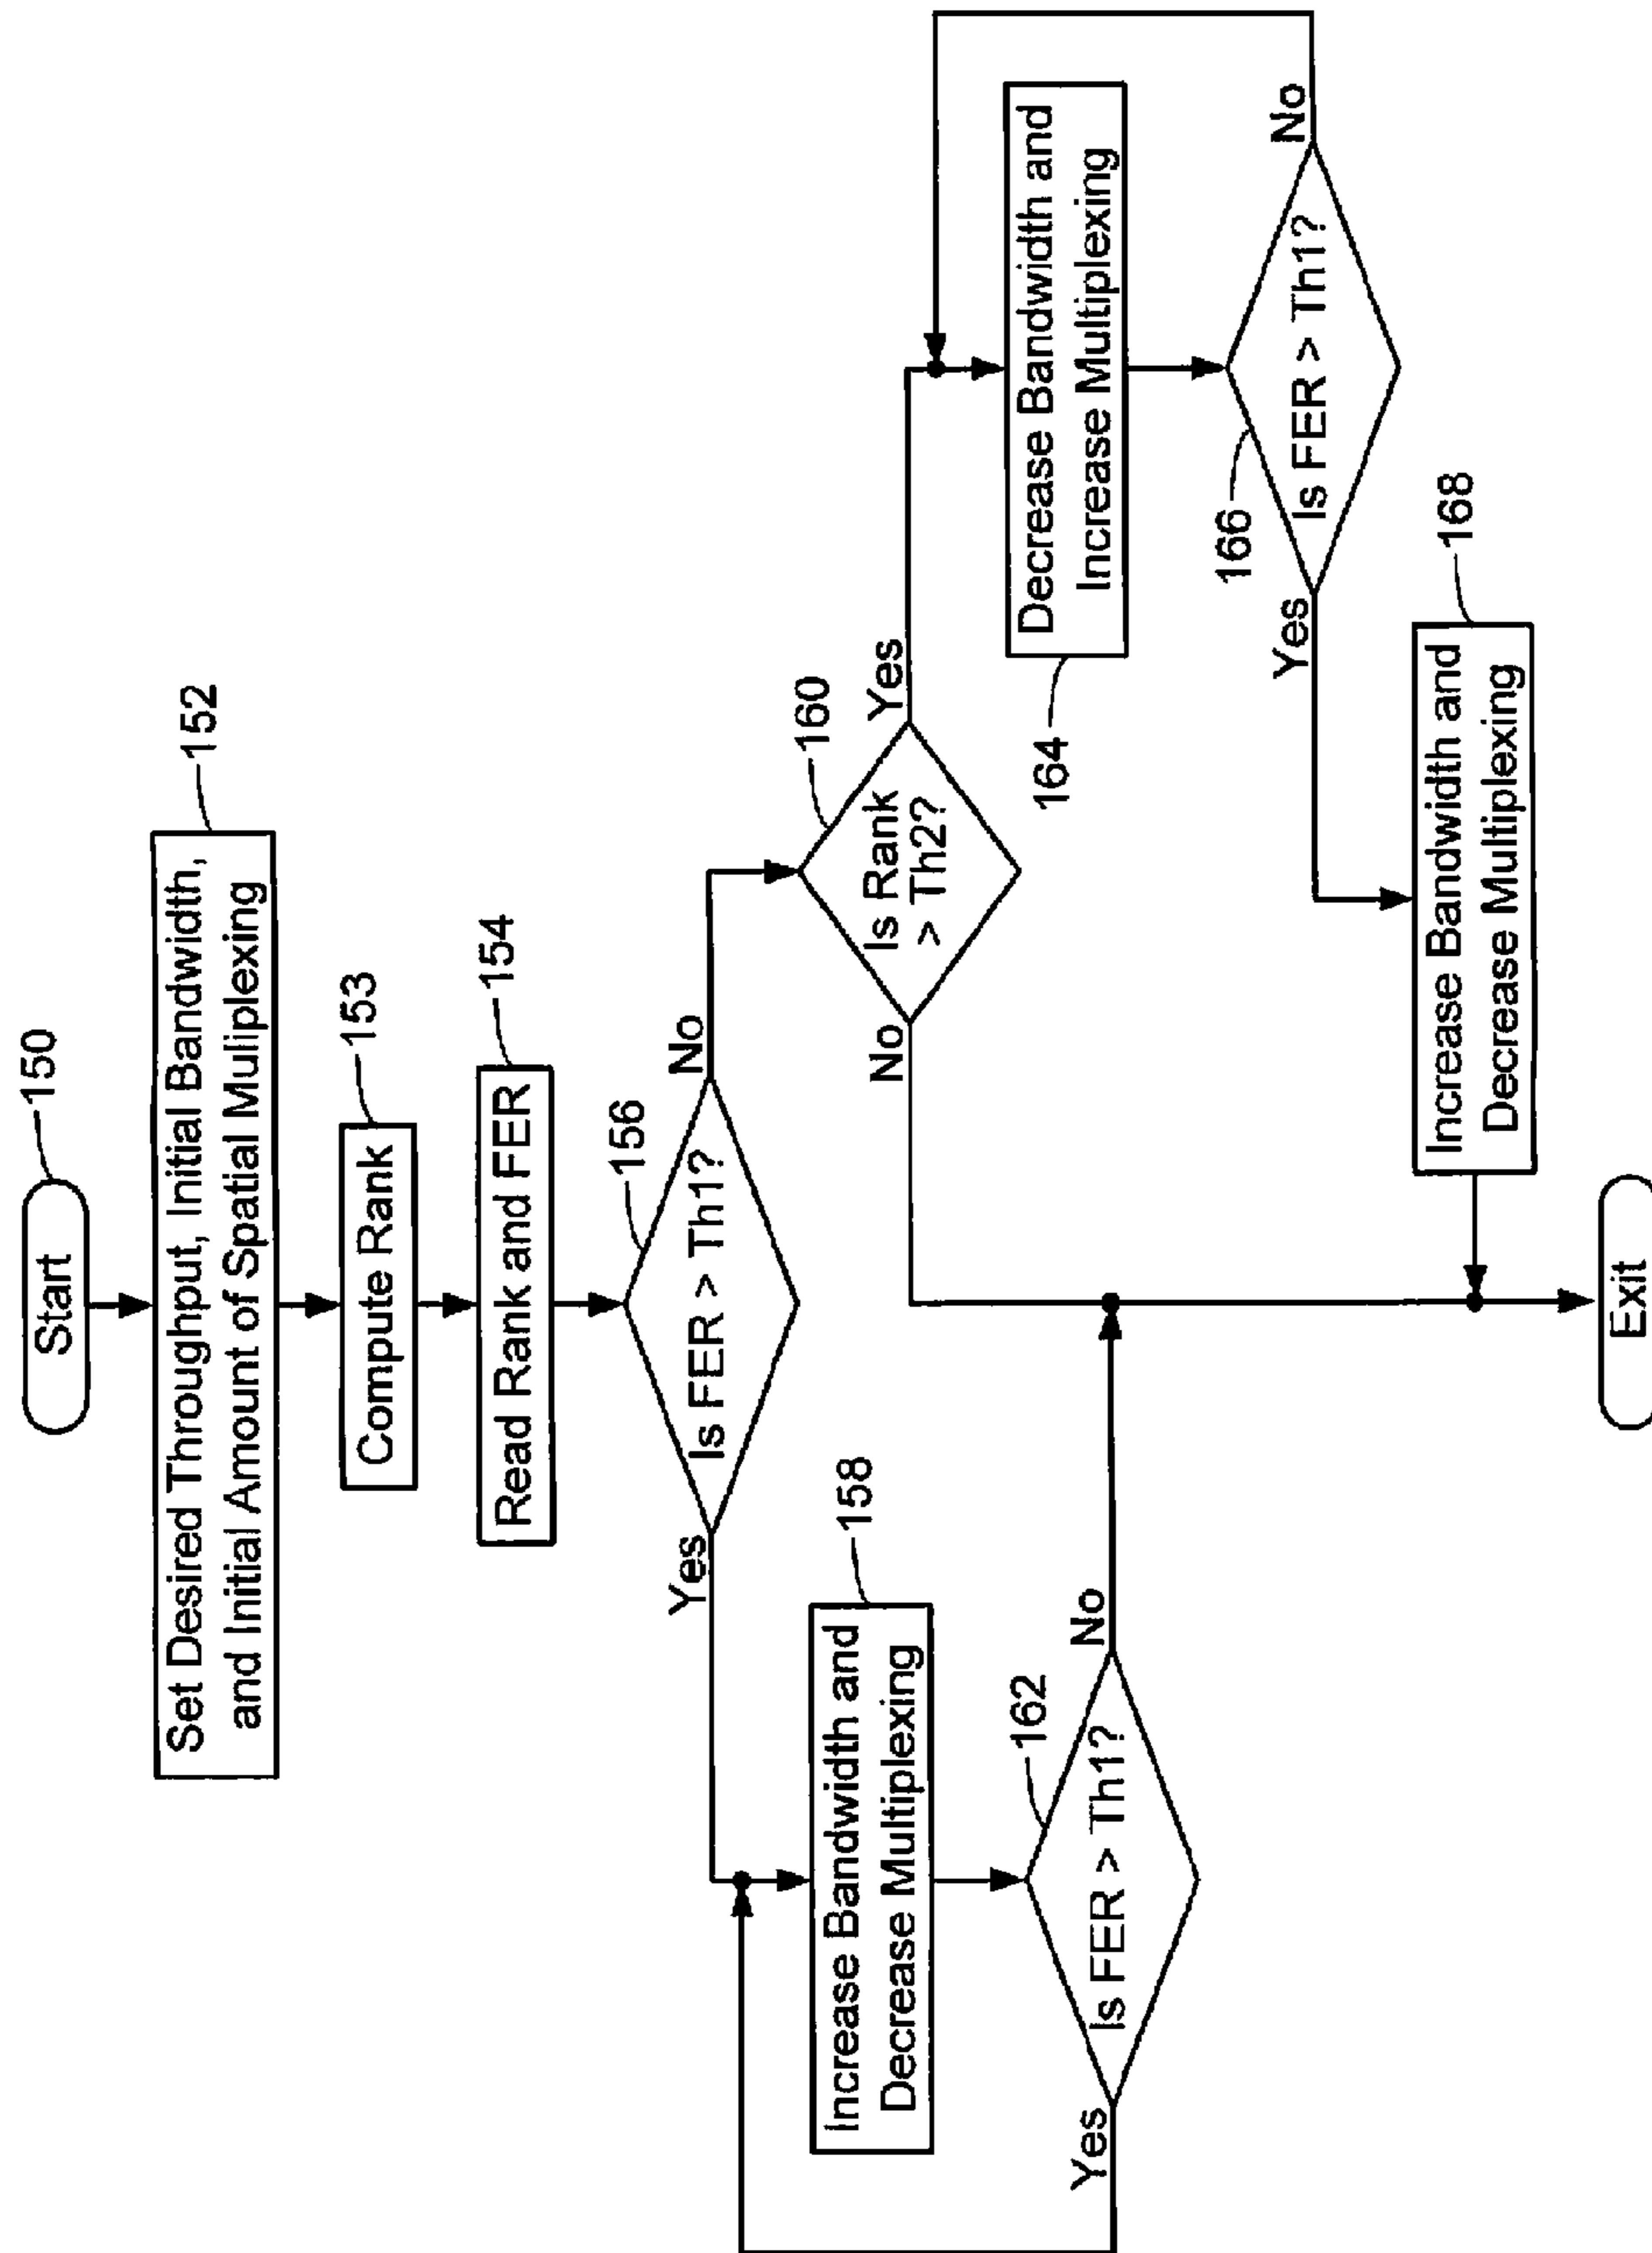 Start
150
Set Desired Throughput, Initial Bandwidth,
and Initial Amount of Spatial Muliplexing
152
Compute Rank
153
Read Rank and FER
154
Is FER > Th1?
156
Yes
No
Increase Bandwidth and
Decrease Multiplexing
158
Is FER > Th1?
162
Yes
No
Is Rank
> Th2?
160
No
Yes
Decrease Bandwidth and
Increase Multiplexing
164
Is FER > Th1?
166
Yes
No
Increase Bandwidth and
Decrease Multiplexing
168
Exit